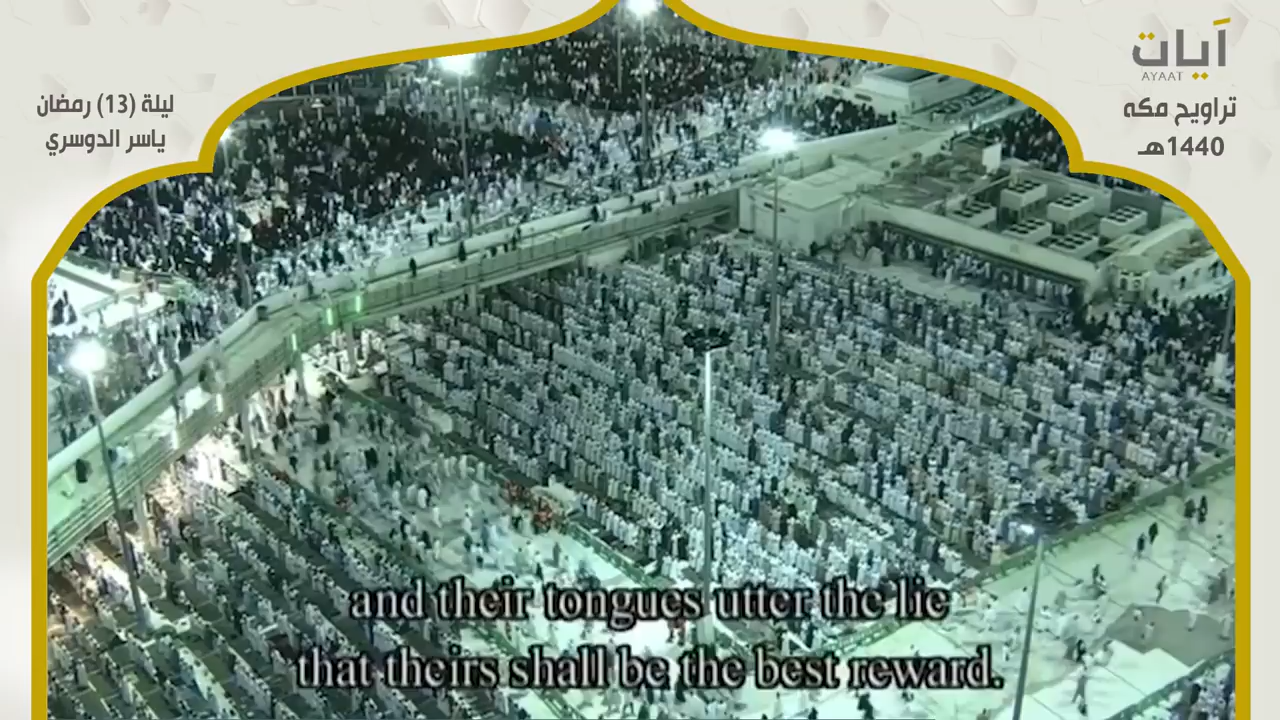 آيات
AYAAT
تراويح مكه
1440هـ
ليلة (13) رمضان
ياسر الدوسري
and their tongues utter the lie
that theirs shall be the best reward.